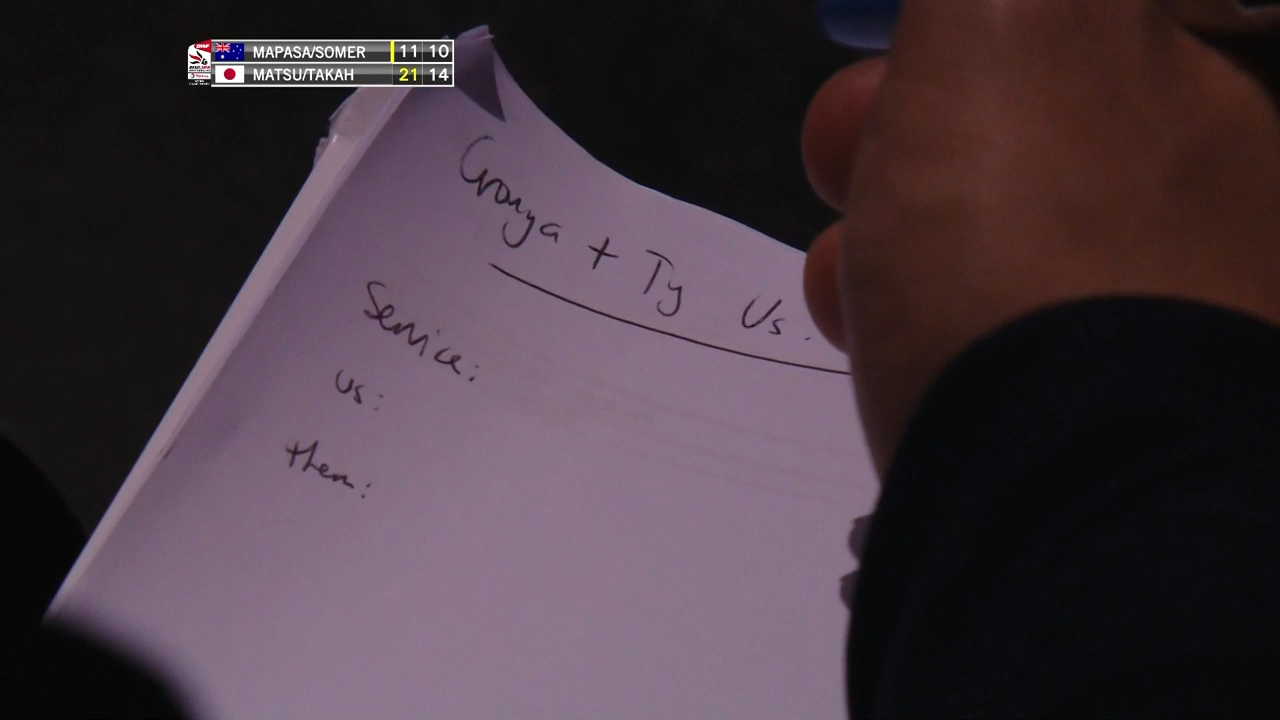 MAPASA/SOMER 11 10
MATSU/TAKAH 21 14
Gronya + Ty Vs.
Service:
us:
them: